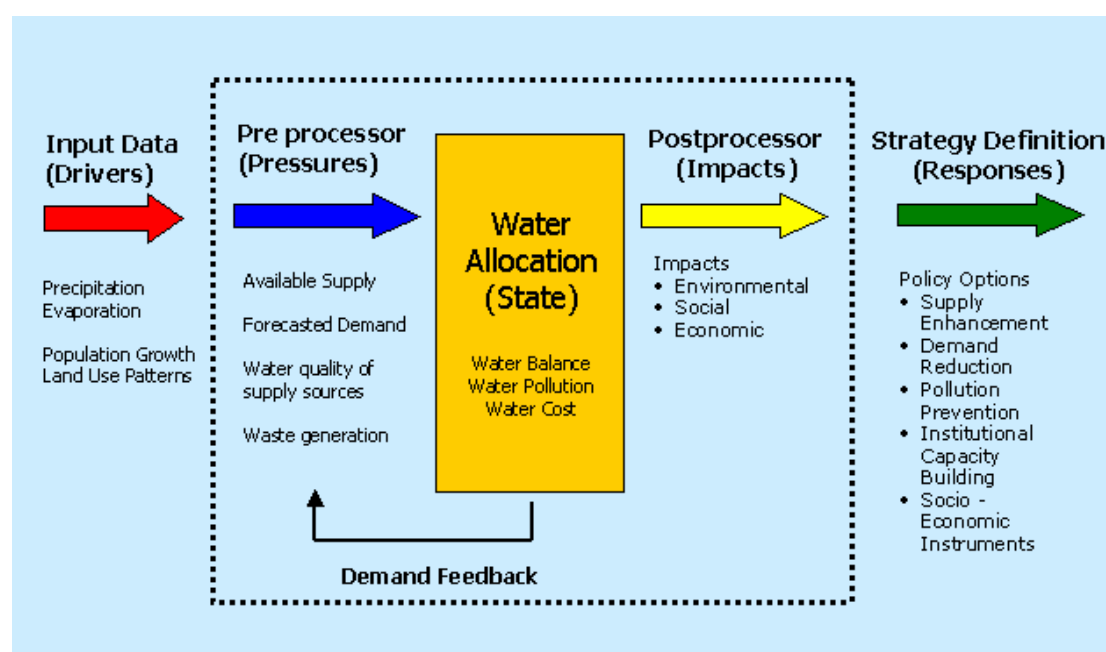 Input Data
(Drivers)
Precipitation
Evaporation
Population Growth
Land Use Patterns
Pre processor
(Pressures)
Available Supply
Forecasted Demand
Water quality of
supply sources
Waste generation
Water
Allocation
(State)
Water Balance
Water Pollution
Water Cost
Demand Feedback
Postprocessor
(Impacts)
Impacts
• Environmental
• Social
• Economic
Strategy Definition
(Responses)
Policy Options
• Supply
Enhancement
• Demand
Reduction
• Pollution
Prevention
• Institutional
Capacity
Building
• Socio -
Economic
Instruments